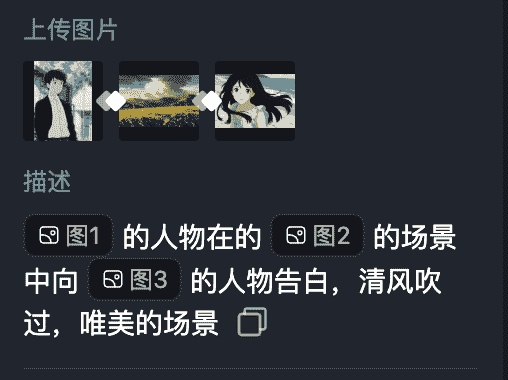 上传图片
描述
图1 的人物在的 图2 的场景
中向 图3 的人物告白，清风吹
过，唯美的场景